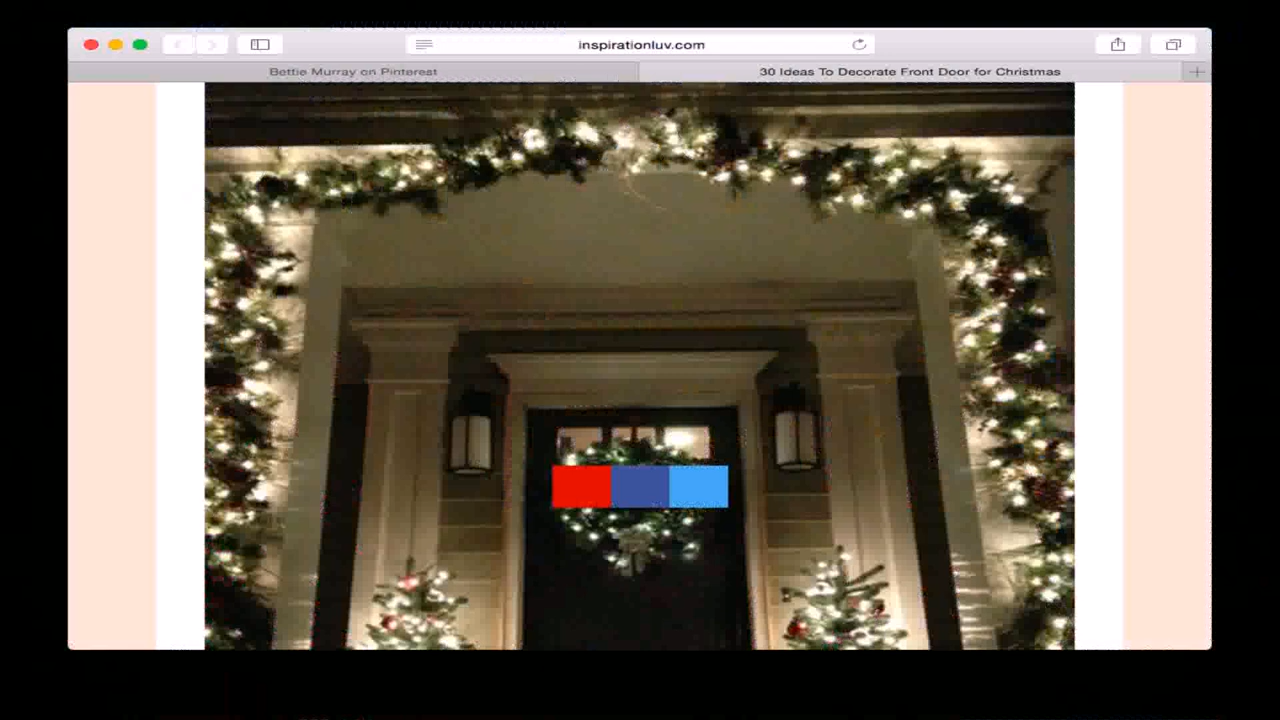 inspirationluv.com
Bettie Murray on Pinterest
30 Ideas To Decorate Front Door for Christmas